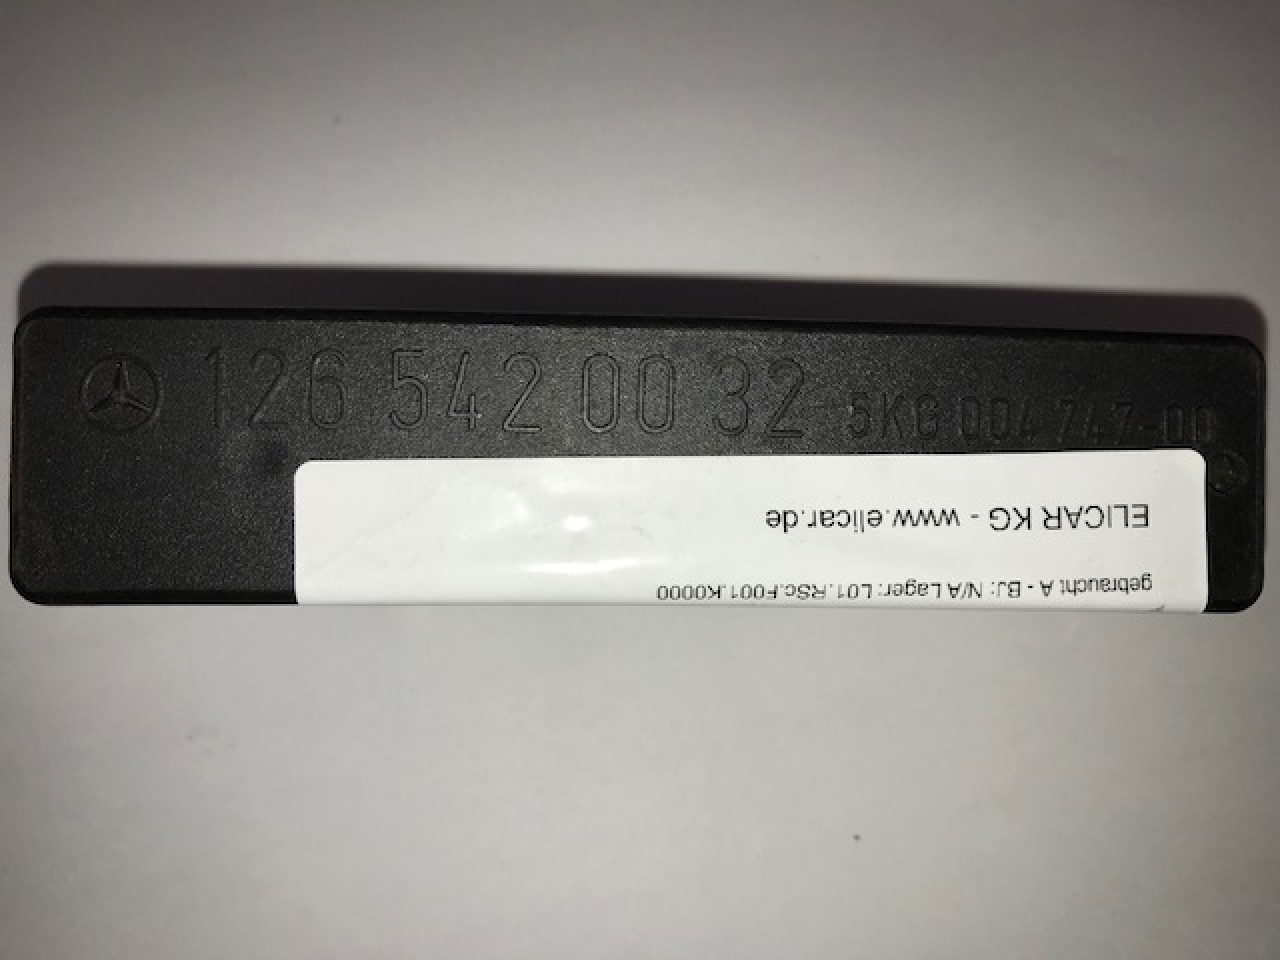 126 542 00 32 5KG 004 747-00
ELICAR KG - www.elicar.de
gebraucht A - BJ: N/A Lager: L01.RSc.F001.K0000